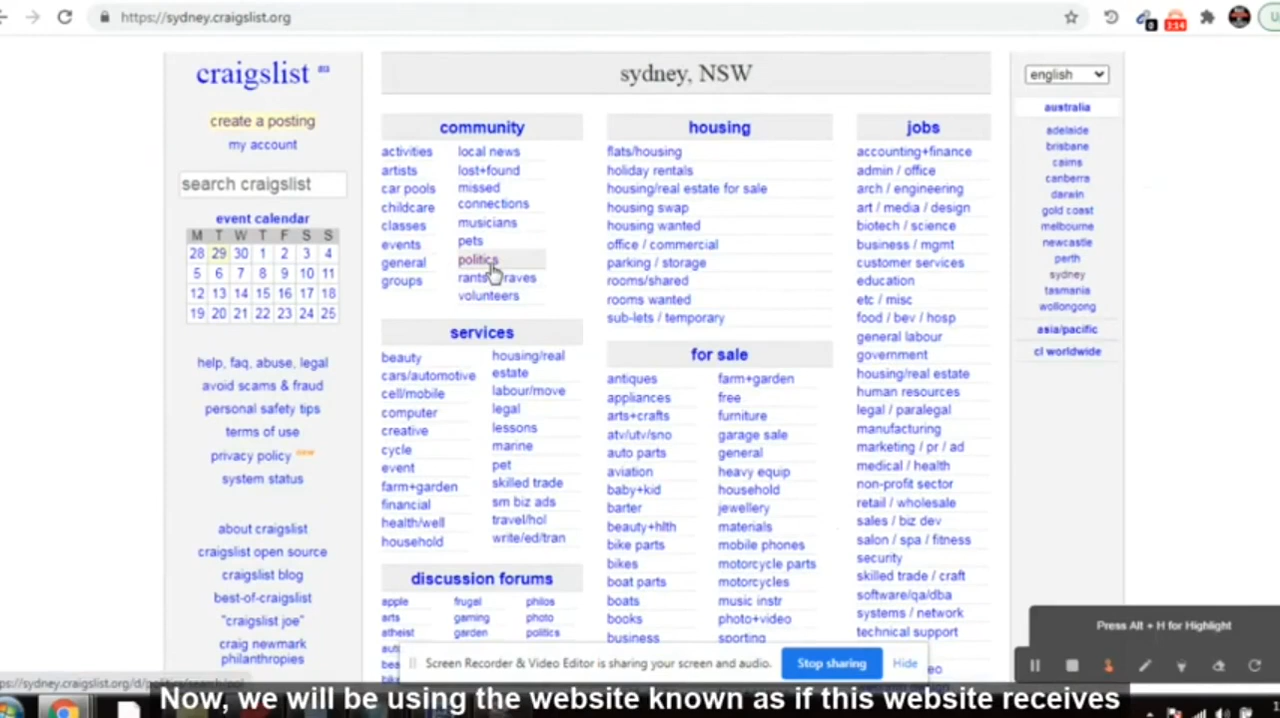 https://sydney.craigslist.org
0
3:14
craigslist
create a posting
my account
search craigslist
event calendar
M T W T F S S
28 29 30 1 2 3 4
5 6 7 8 9 10 11
12 13 14 15 16 17 18
19 20 21 22 23 24 25
help, faq, abuse, legal
avoid scams & fraud
personal safety tips
terms of use
privacy policy new
system status
about craigslist
craigslist open source
craigslist blog
best-of-craigslist
"craigslist joe"
craig newmark
philanthropies
sydney, NSW
community
activities
artists
car pools
childcare
classes
events
general
groups
local news
lost+found
missed
connections
musicians
pets
politics
rants raves
volunteers
services
beauty
cars/automotive
cell/mobile
computer
creative
cycle
event
farm+garden
financial
health/well
household
housing/real
estate
labour/move
legal
lessons
marine
pet
skilled trade
sm biz ads
travel/hol
write/ed/tran
discussion forums
apple
arts
atheist
frugal
gaming
garden
philos
photo
politics
housing
flats/housing
holiday rentals
housing/real estate for sale
housing swap
housing wanted
office / commercial
parking / storage
rooms/shared
rooms wanted
sub-lets / temporary
for sale
antiques
appliances
arts+crafts
atv/utv/sno
auto parts
aviation
baby+kid
barter
beauty+hlth
bike parts
bikes
boat parts
boats
books
business
farm+garden
free
furniture
garage sale
general
heavy equip
household
jewellery
materials
mobile phones
motorcycle parts
motorcycles
music instr
photo+video
sporting
jobs
accounting+finance
admin / office
arch / engineering
art / media / design
biotech / science
business / mgmt
customer services
education
etc / misc
food / bev / hosp
general labour
government
housing/real estate
human resources
legal / paralegal
manufacturing
marketing / pr / ad
medical / health
non-profit sector
retail / wholesale
sales / biz dev
salon / spa / fitness
security
skilled trade / craft
software/qa/dba
systems / network
technical support
english
australia
adelaide
brisbane
cairns
canberra
darwin
gold coast
melbourne
newcastle
perth
sydney
tasmania
wollongong
asia/pacific
cl worldwide
Press Alt + H for Highlight
Screen Recorder & Video Editor is sharing your screen and audio.
Stop sharing
Hide
Now, we will be using the website known as if this website receives